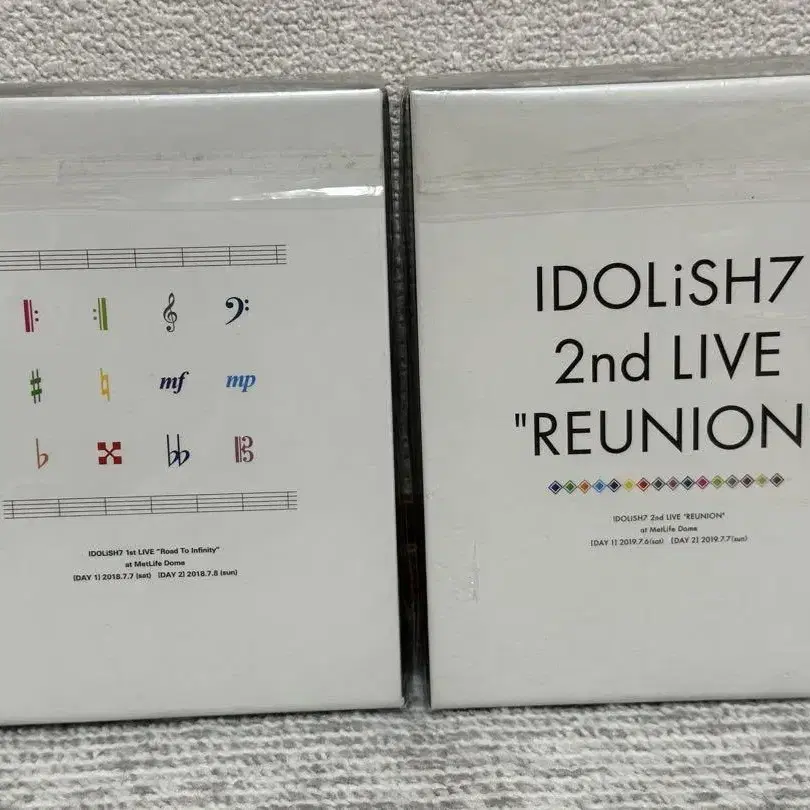 mf mp
IDOLiSH7 1st LIVE "Road To Infinity"
at MetLife Dome
[DAY 1] 2018.7.7 (sat) [DAY 2] 2018.7.8 (sun)
IDOLiSH7
2nd LIVE
"REUNION
IDOLiSH7 2nd LIVE "REUNION"
at MetLife Dome
[DAY 1] 2019.7.6(sat) [DAY 2] 2019.7.7(sun)